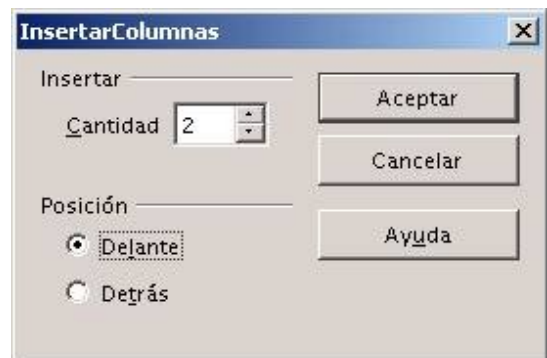 InsertarColumnas
Insertar
Cantidad 2
Posición
Delante
Detrás
Aceptar
Cancelar
Ayuda